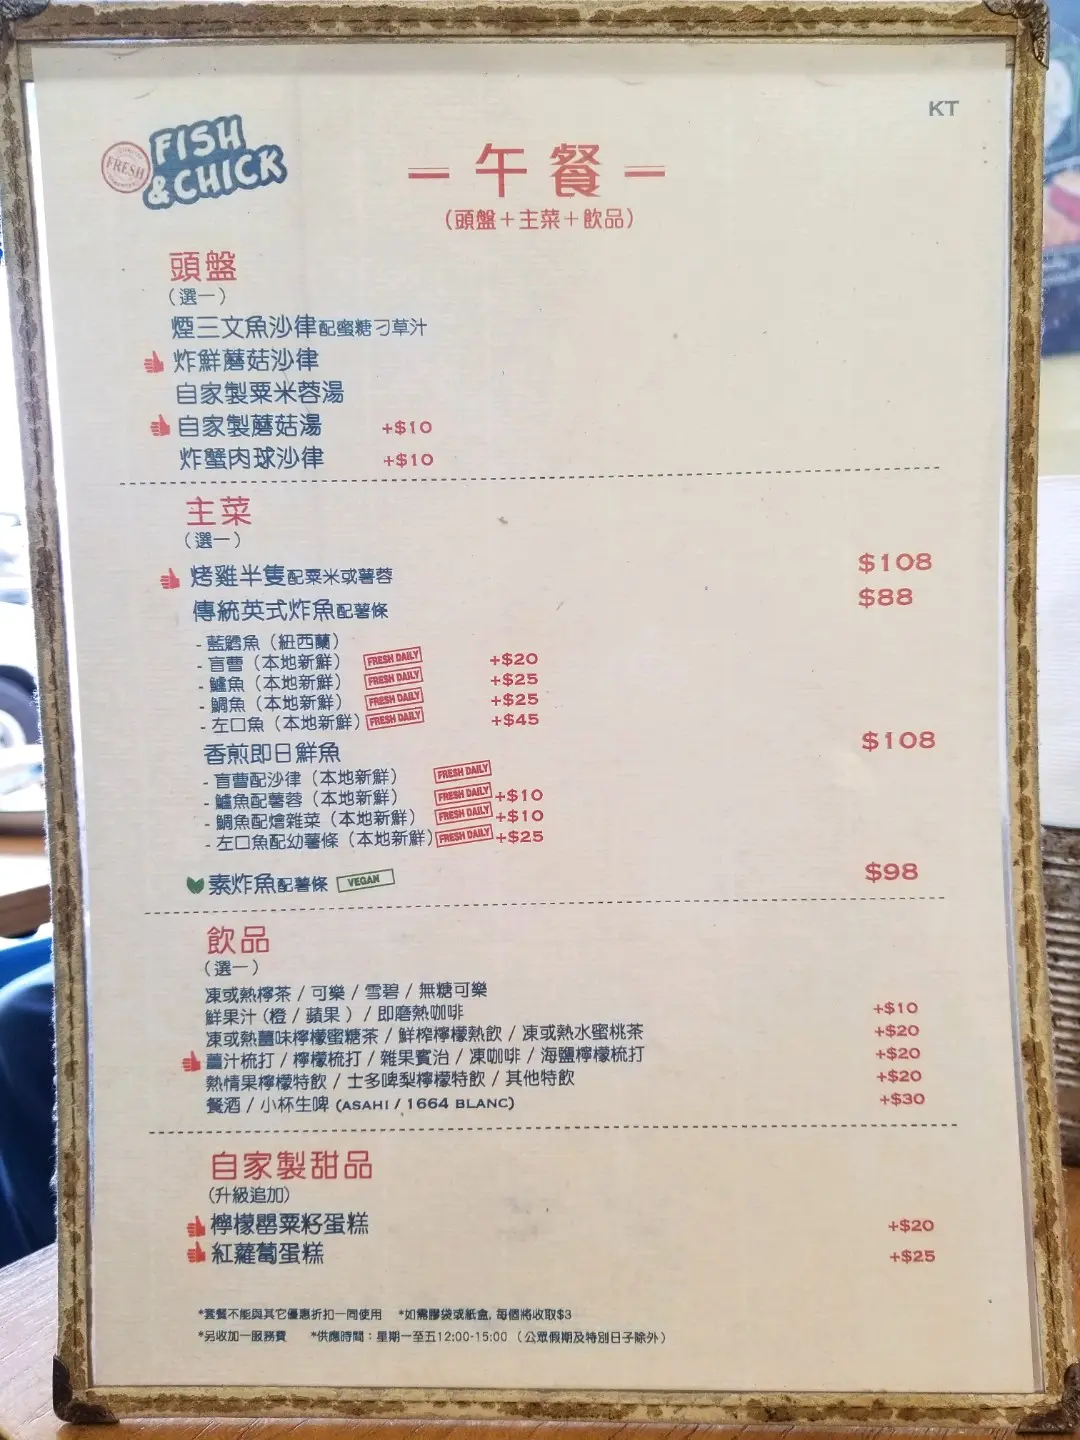 KT
FRESH
FISH
&CHICK
午餐
(頭盤+主菜+飲品)
頭盤
(選一)
煙三文魚沙律配蜜糖刁草汁
炸鮮蘑菇沙律
自家製粟米蓉湯
自家製蘑菇湯 +$10
炸蟹肉球沙律 +$10
主菜
(選一)
烤雞半隻配粟米或薯蓉 $108
傳統英式炸魚配薯條 $88
- 藍鱈魚(紐西蘭)
- 盲曹(本地新鮮) FRESH DAILY +$20
- 鱸魚(本地新鮮) FRESH DAILY +$25
- 鯛魚(本地新鮮) FRESH DAILY +$25
- 左口魚(本地新鮮) FRESH DAILY +$45
香煎即日鮮魚 $108
- 盲曹配沙律(本地新鮮) FRESH DAILY
- 鱸魚配薯蓉(本地新鮮) FRESH DAILY +$10
- 鯛魚配燴雜菜(本地新鮮) FRESH DAILY +$10
- 左口魚配幼薯條(本地新鮮) FRESH DAILY +$25
素炸魚配薯條 VEGAN $98
飲品
(選一)
凍或熱檸茶 / 可樂 / 雪碧 / 無糖可樂
鮮果汁 (橙 / 蘋果 ) / 即磨熱咖啡 +$10
凍或熱薑味檸檬蜜糖茶 / 鮮榨檸檬熱飲 / 凍或熱水蜜桃茶 +$20
薑汁梳打 / 檸檬梳打 / 雜果賓治 / 凍咖啡 / 海鹽檸檬梳打 +$20
熱情果檸檬特飲 / 士多啤梨檸檬特飲 / 其他特飲 +$20
餐酒 / 小杯生啤 (ASAHI / 1664 BLANC) +$30
自家製甜品
(升級追加)
檸檬罌粟籽蛋糕 +$20
紅蘿蔔蛋糕 +$25
*套餐不能與其它優惠折扣一同使用 *如需膠袋或紙盒, 每個將收取$3
*另收加一服務費 *供應時間:星期一至五12:00-15:00 (公眾假期及特別日子除外)